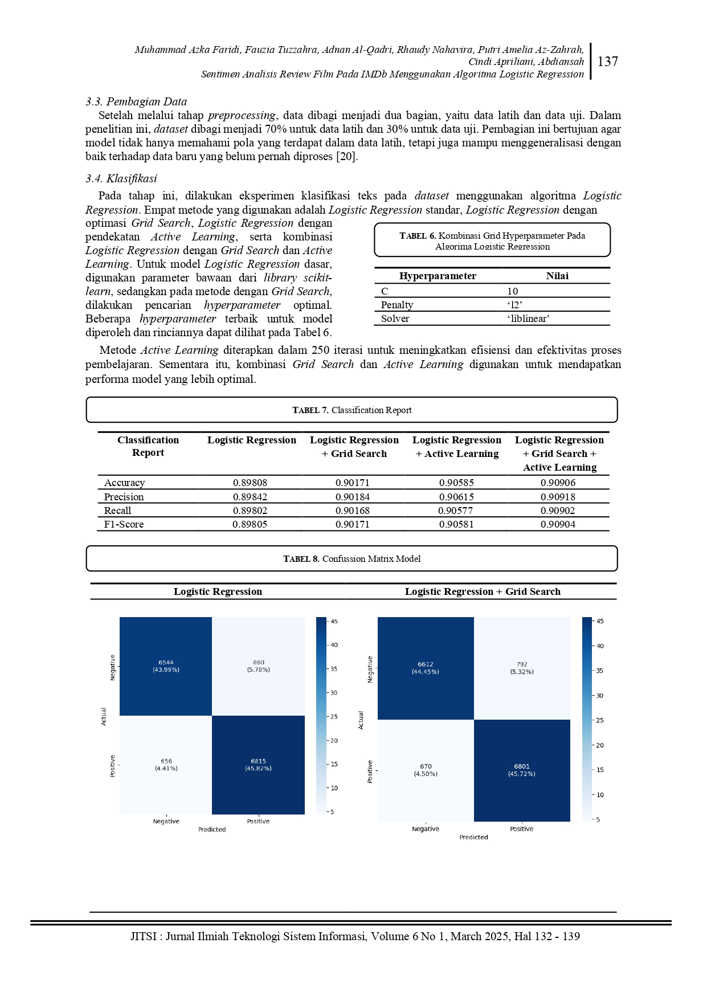 Muhammad Azka Faridi, Fauzia Tuzzahra, Adnan Al-Qadri, Rhaudy Nahavira, Putri Amelia Az-Zahrah,
Cindi Apriliani, Abdiansah
Sentimen Analisis Review Film Pada IMDb Menggunakan Algoritma Logistic Regression
137
3.3. Pembagian Data
Setelah melalui tahap preprocessing, data dibagi menjadi dua bagian, yaitu data latih dan data uji. Dalam
penelitian ini, dataset dibagi menjadi 70% untuk data latih dan 30% untuk data uji. Pembagian ini bertujuan agar
model tidak hanya memahami pola yang terdapat dalam data latih, tetapi juga mampu menggeneralisasi dengan
baik terhadap data baru yang belum pernah diproses [20].
3.4. Klasifikasi
Pada tahap ini, dilakukan eksperimen klasifikasi teks pada dataset menggunakan algoritma Logistic
Regression. Empat metode yang digunakan adalah Logistic Regression standar, Logistic Regression dengan
optimasi Grid Search, Logistic Regression dengan
pendekatan Active Learning, serta kombinasi
Logistic Regression dengan Grid Search dan Active
Learning. Untuk model Logistic Regression dasar,
digunakan parameter bawaan dari library scikit-
learn, sedangkan pada metode dengan Grid Search,
dilakukan pencarian hyperparameter optimal.
Beberapa hyperparameter terbaik untuk model
diperoleh dan rinciannya dapat dilihat pada Tabel 6.
TABEL 6. Kombinasi Grid Hyperparameter Pada
Algorima Logistic Regression
Hyperparameter Nilai
C 10
Penalty ‘l2’
Solver ‘liblinear’
Metode Active Learning diterapkan dalam 250 iterasi untuk meningkatkan efisiensi dan efektivitas proses
pembelajaran. Sementara itu, kombinasi Grid Search dan Active Learning digunakan untuk mendapatkan
performa model yang lebih optimal.
TABEL 7. Classification Report
Classification Logistic Regression Logistic Regression Logistic Regression Logistic Regression
Report + Grid Search + Active Learning + Grid Search +
Active Learning
Accuracy 0.89808 0.90171 0.90585 0.90906
Precision 0.89842 0.90184 0.90615 0.90918
Recall 0.89802 0.90168 0.90577 0.90902
F1-Score 0.89805 0.90171 0.90581 0.90904
TABEL 8. Confussion Matrix Model
Logistic Regression Logistic Regression + Grid Search
Actual
Negative
6544
(43.99%)
860
(5.78%)
Positive
656
(4.41%)
6815
(45.82%)
Negative Positive
Predicted
45
40
35
30
25
20
15
10
5
Actual
Negative
6612
(44.45%)
792
(5.32%)
Positive
670
(4.50%)
6801
(45.72%)
Negative Positive
Predicted
45
40
35
30
25
20
15
10
5
JITSI : Jurnal Ilmiah Teknologi Sistem Informasi, Volume 6 No 1, March 2025, Hal 132 - 139